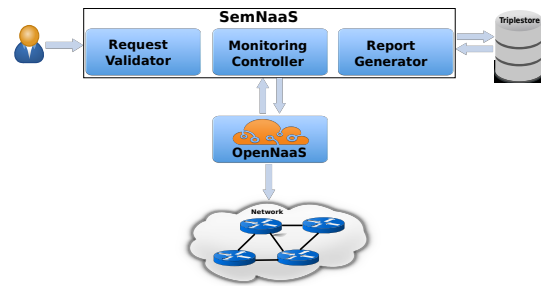 SemNaaS
Request
Validator
Monitoring
Controller
Report
Generator
Triplestore
OpenNaaS
Network